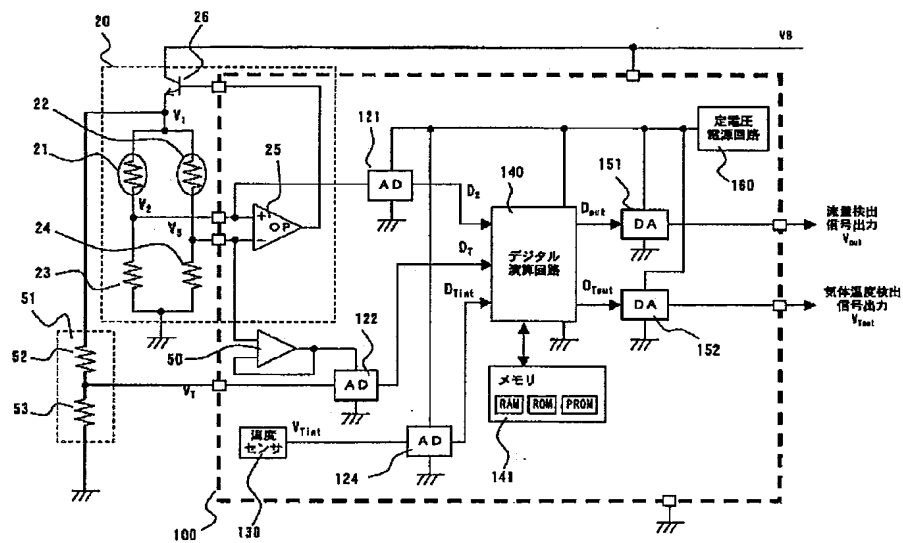 20
26
VB
22
V₁
21
25
121
AD
140
151
定電圧
電源回路
160
V₂
V₃
+
-
OP
D₂
Dout
DA
流量検出
信号出力
Vout
24
23
DT
デジタル
演算回路
DTint
DTout
DA
気体温度検出
信号出力
VTout
152
51
52
50
122
AD
VT
53
メモリ
RAM
ROM
PROM
141
温度
センサ
VTint
AD
124
100
130